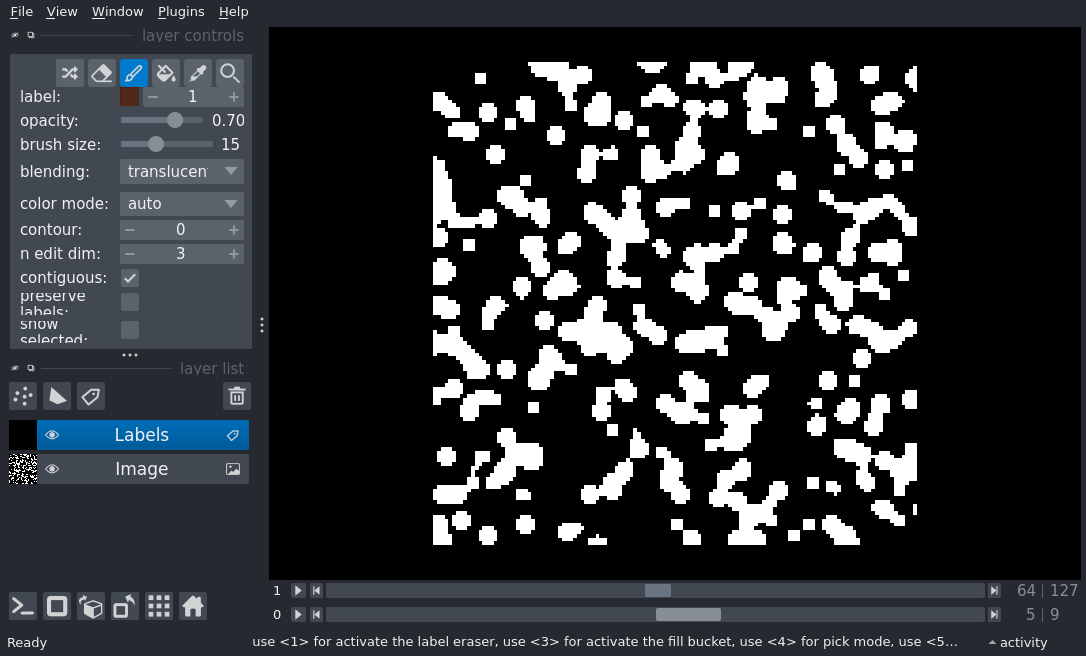 File View Window Plugins Help
layer controls
label: 1
opacity: 0.70
brush size: 15
blending: translucen
color mode: auto
contour: 0
n edit dim: 3
contiguous:
preserve
labels:
show
selected:
layer list
Labels
Image
1 64 127
0 5 9
Ready use <1> for activate the label eraser, use <3> for activate the fill bucket, use <4> for pick mode, use <5... activity